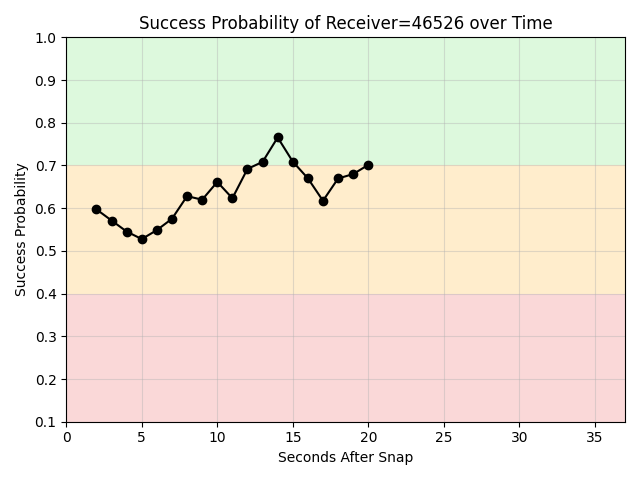 Success Probability of Receiver=46526 over Time
1.0
0.9
0.8
0.7
0.6
0.5
0.4
0.3
0.2
0.1
Success Probability
0 5 10 15 20 25 30 35
Seconds After Snap